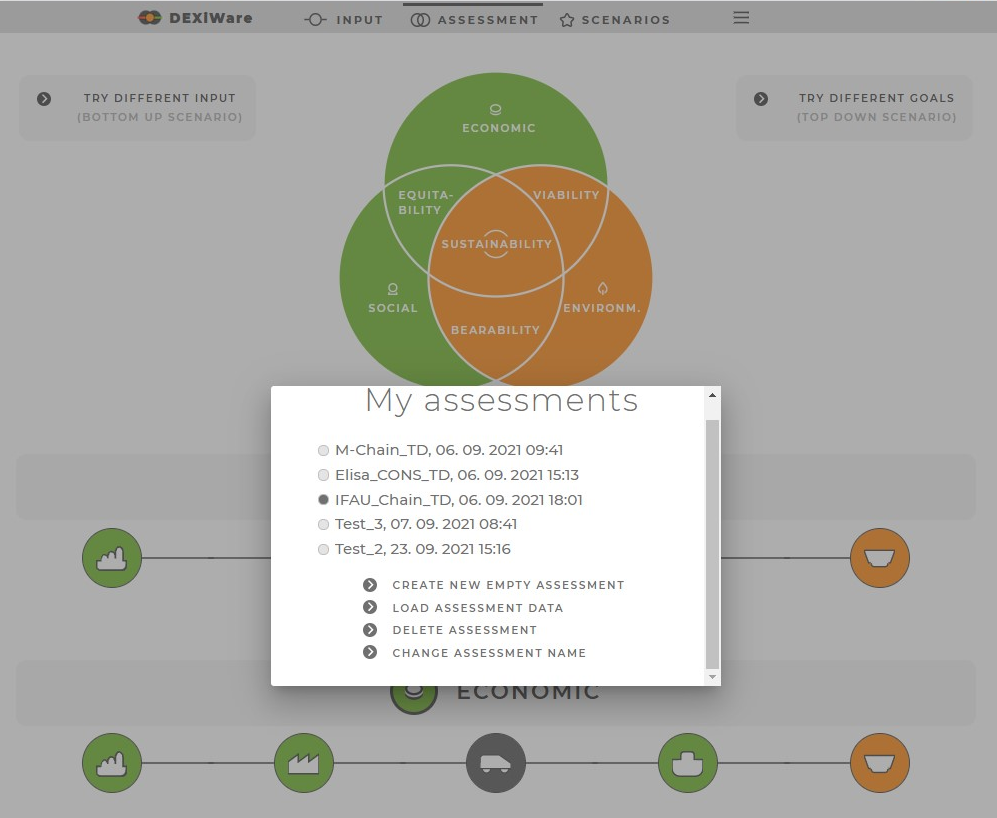 DEXiWare
INPUT
ASSESSMENT
SCENARIOS
TRY DIFFERENT INPUT
(BOTTOM UP SCENARIO)
TRY DIFFERENT GOALS
(TOP DOWN SCENARIO)
ECONOMIC
EQUITA-
BILITY
VIABILITY
SUSTAINABILITY
SOCIAL
ENVIRONM.
BEARABILITY
My assessments
M-Chain_TD, 06. 09. 2021 09:41
Elisa_CONS_TD, 06. 09. 2021 15:13
IFAU_Chain_TD, 06. 09. 2021 18:01
Test_3, 07. 09. 2021 08:41
Test_2, 23. 09. 2021 15:16
CREATE NEW EMPTY ASSESSMENT
LOAD ASSESSMENT DATA
DELETE ASSESSMENT
CHANGE ASSESSMENT NAME
ECONOMIC